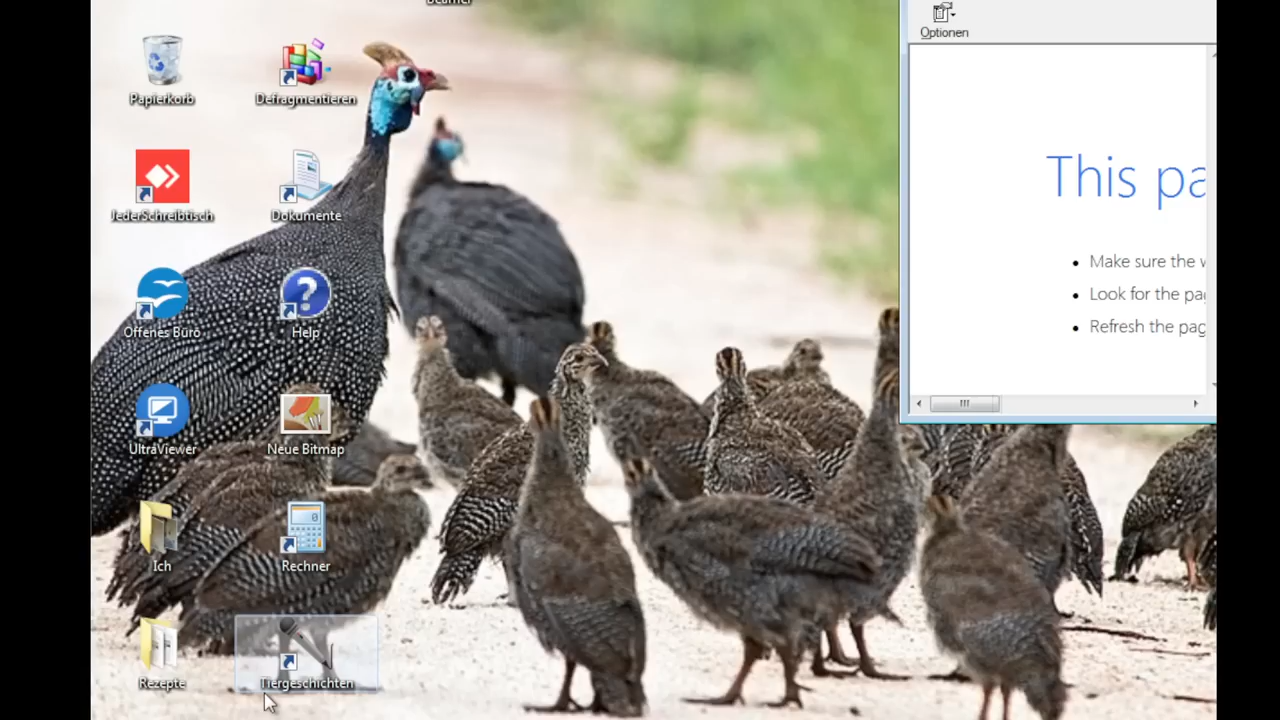 Papierkorb
Defragmentieren
JederSchreibtisch
Dokumente
Offenes Büro
Help
UltraViewer
Neue Bitmap
Ich
Rechner
Rezepte
Tiergeschichten
Optionen
This pa
Make sure the w
Look for the pa
Refresh the pag